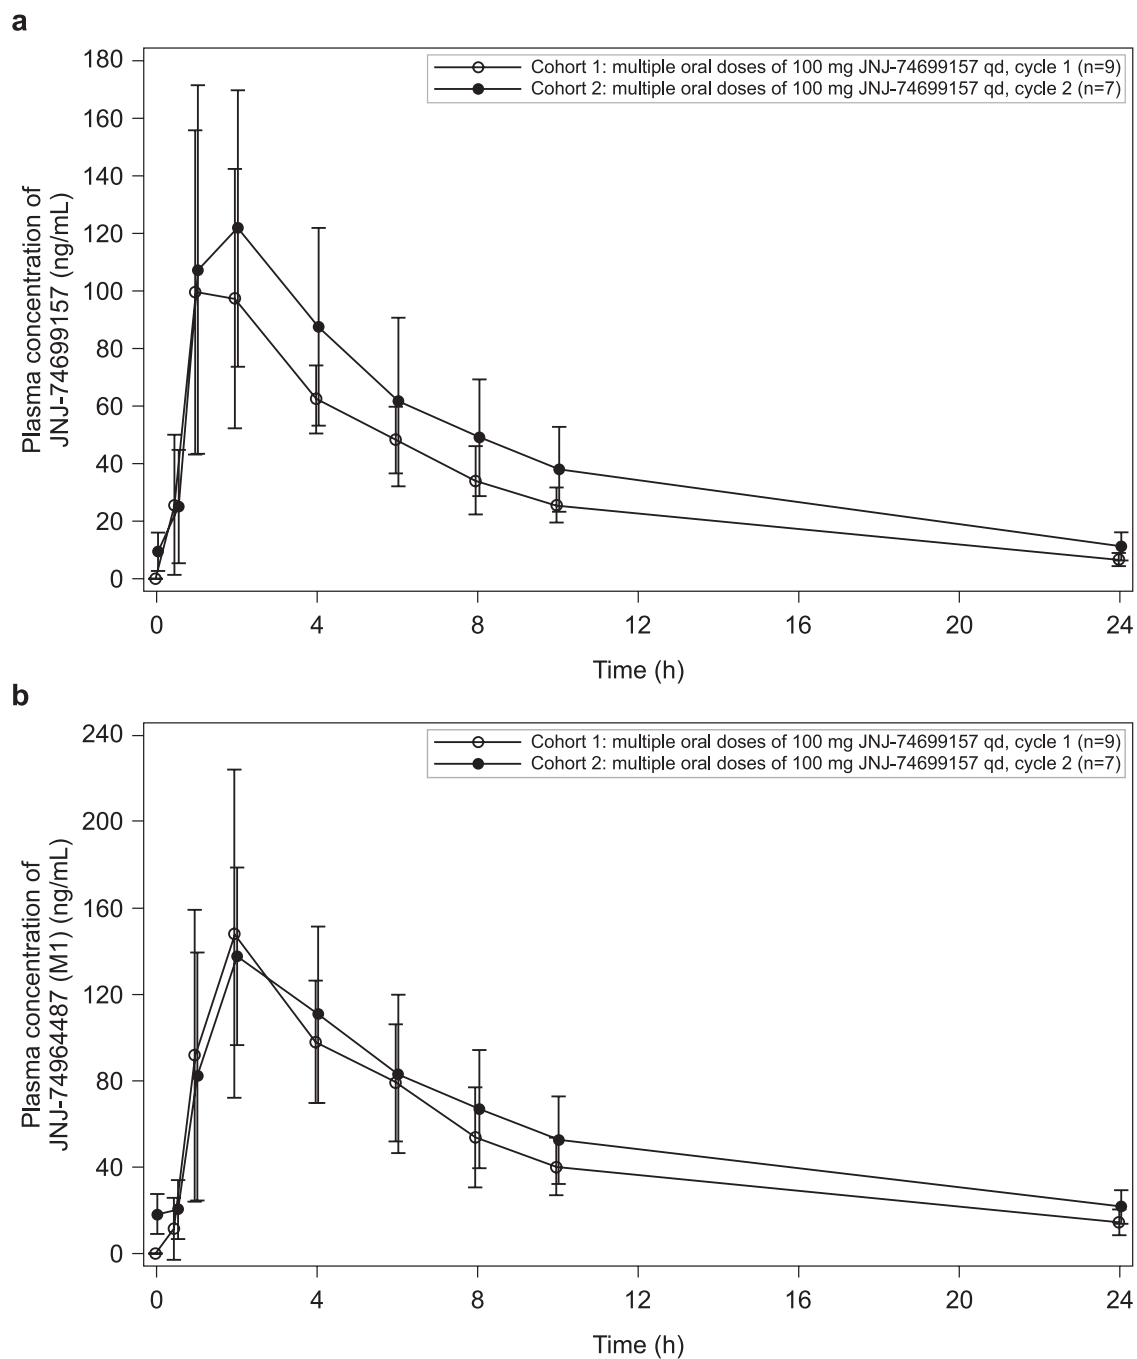 a
180
160
140
120
100
80
60
40
20
0
Plasma concentration of
JNJ-74699157 (ng/mL)
Cohort 1: multiple oral doses of 100 mg JNJ-74699157 qd, cycle 1 (n=9)
Cohort 2: multiple oral doses of 100 mg JNJ-74699157 qd, cycle 2 (n=7)
0 4 8 12 16 20 24
Time (h)
b
240
200
160
120
80
40
0
Plasma concentration of
JNJ-74964487 (M1) (ng/mL)
Cohort 1: multiple oral doses of 100 mg JNJ-74699157 qd, cycle 1 (n=9)
Cohort 2: multiple oral doses of 100 mg JNJ-74699157 qd, cycle 2 (n=7)
0 4 8 12 16 20 24
Time (h)